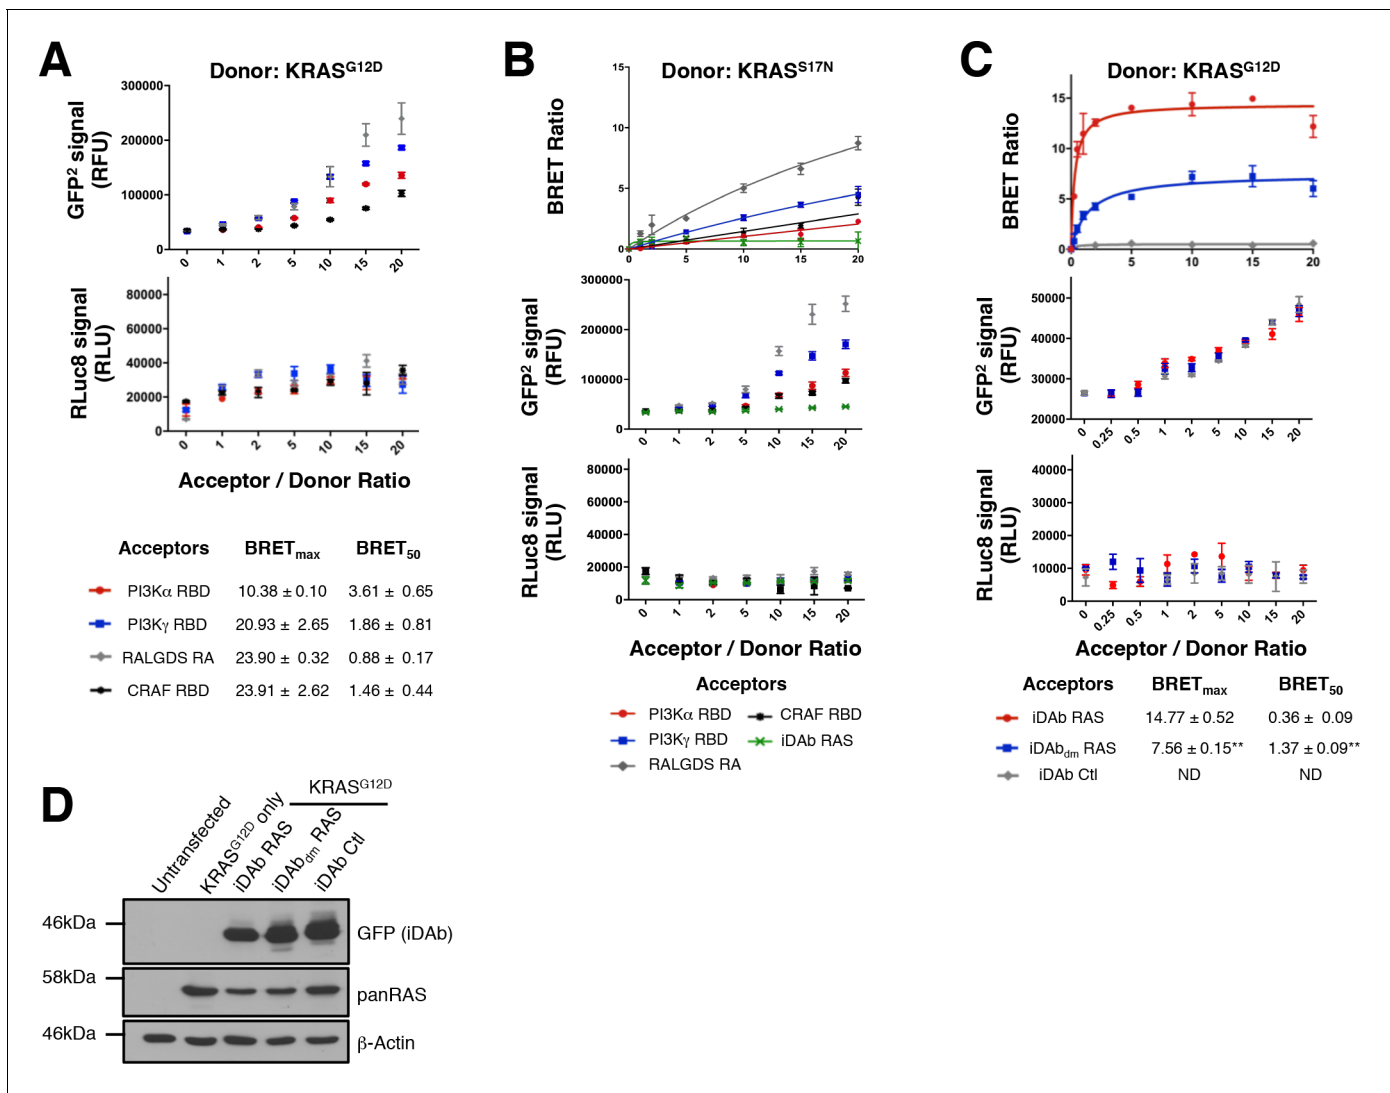 A
Donor: KRASG12D
GFP2 signal
(RFU)
300000
200000
100000
0
0 1 2 5 10 15 20
RLuc8 signal
(RLU)
80000
60000
40000
20000
0
0 1 2 5 10 15 20
Acceptor / Donor Ratio
Acceptors BRETmax BRET50
PI3Kα RBD 10.38 ± 0.10 3.61 ± 0.65
PI3Kγ RBD 20.93 ± 2.65 1.86 ± 0.81
RALGDS RA 23.90 ± 0.32 0.88 ± 0.17
CRAF RBD 23.91 ± 2.62 1.46 ± 0.44
B
Donor: KRASS17N
BRET Ratio
15
10
5
0
0 5 10 15 20
GFP2 signal
(RFU)
300000
200000
100000
0
0 1 2 5 10 15 20
RLuc8 signal
(RLU)
80000
60000
40000
20000
0
0 1 2 5 10 15 20
Acceptor / Donor Ratio
Acceptors
PI3Kα RBD CRAF RBD
PI3Kγ RBD iDAb RAS
RALGDS RA
C
Donor: KRASG12D
BRET Ratio
15
10
5
0
0 5 10 15 20
GFP2 signal
(RFU)
50000
40000
30000
20000
0 0.25 0.5 1 2 5 10 15 20
RLuc8 signal
(RLU)
40000
30000
20000
10000
0
0 0.25 0.5 1 2 5 10 15 20
Acceptor / Donor Ratio
Acceptors BRETmax BRET50
iDAb RAS 14.77 ± 0.52 0.36 ± 0.09
iDAbdm RAS 7.56 ± 0.15** 1.37 ± 0.09**
iDAb Ctl ND ND
D
KRASG12D
Untransfected
KRASG12D only
iDAb RAS
iDAbdm RAS
iDAb Ctl
46kDa
GFP (iDAb)
58kDa
panRAS
46kDa
β-Actin